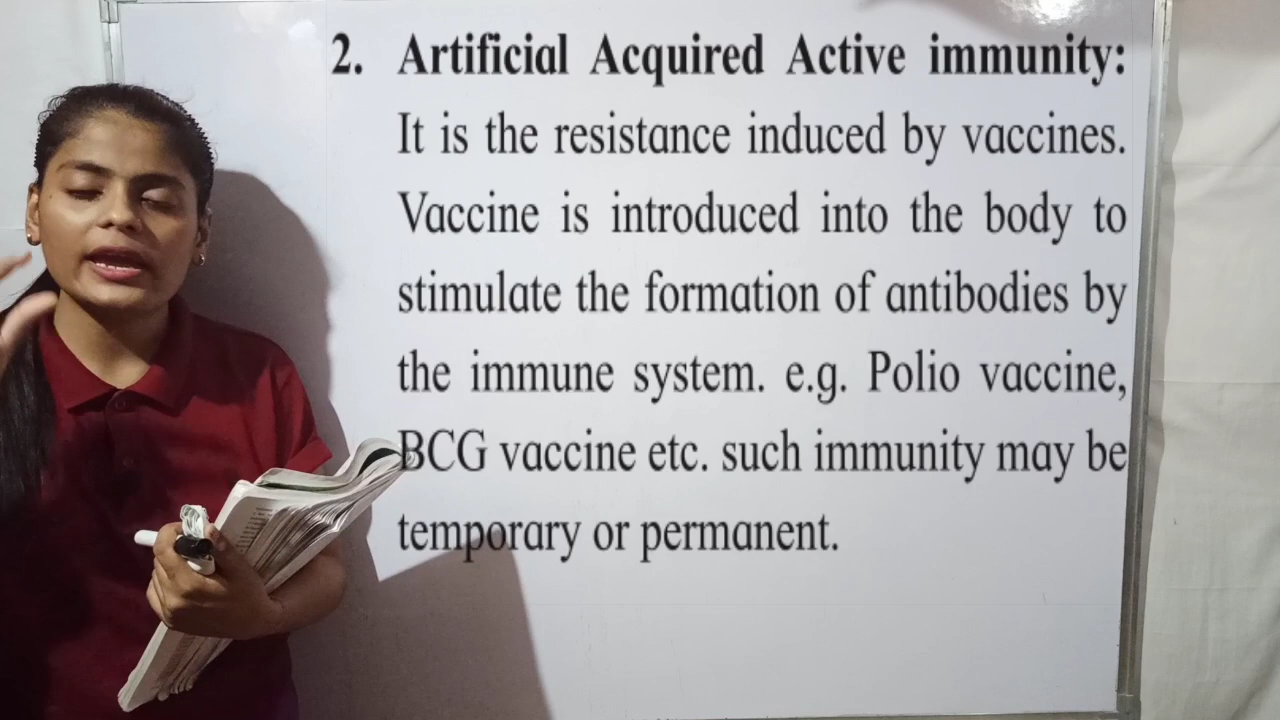 2. Artificial Acquired Active immunity:
It is the resistance induced by vaccines.
Vaccine is introduced into the body to
stimulate the formation of antibodies by
the immune system. e.g. Polio vaccine,
BCG vaccine etc. such immunity may be
temporary or permanent.